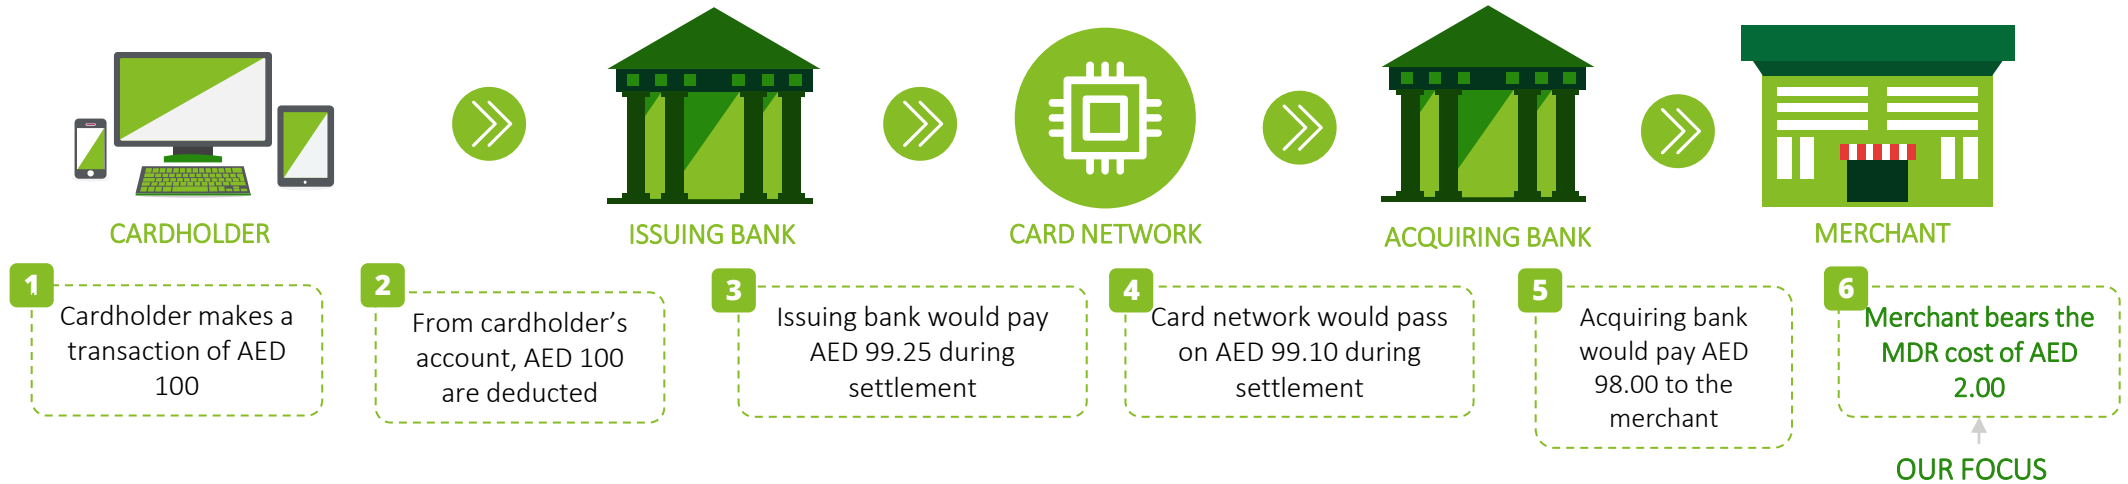 CARDHOLDER
ISSUING BANK
CARD NETWORK
ACQUIRING BANK
MERCHANT
1
Cardholder makes a
transaction of AED
100
2
From cardholder’s
account, AED 100
are deducted
3
Issuing bank would pay
AED 99.25 during
settlement
4
Card network would pass
on AED 99.10 during
settlement
5
Acquiring bank
would pay AED
98.00 to the
merchant
6
Merchant bears the
MDR cost of AED
2.00
OUR FOCUS